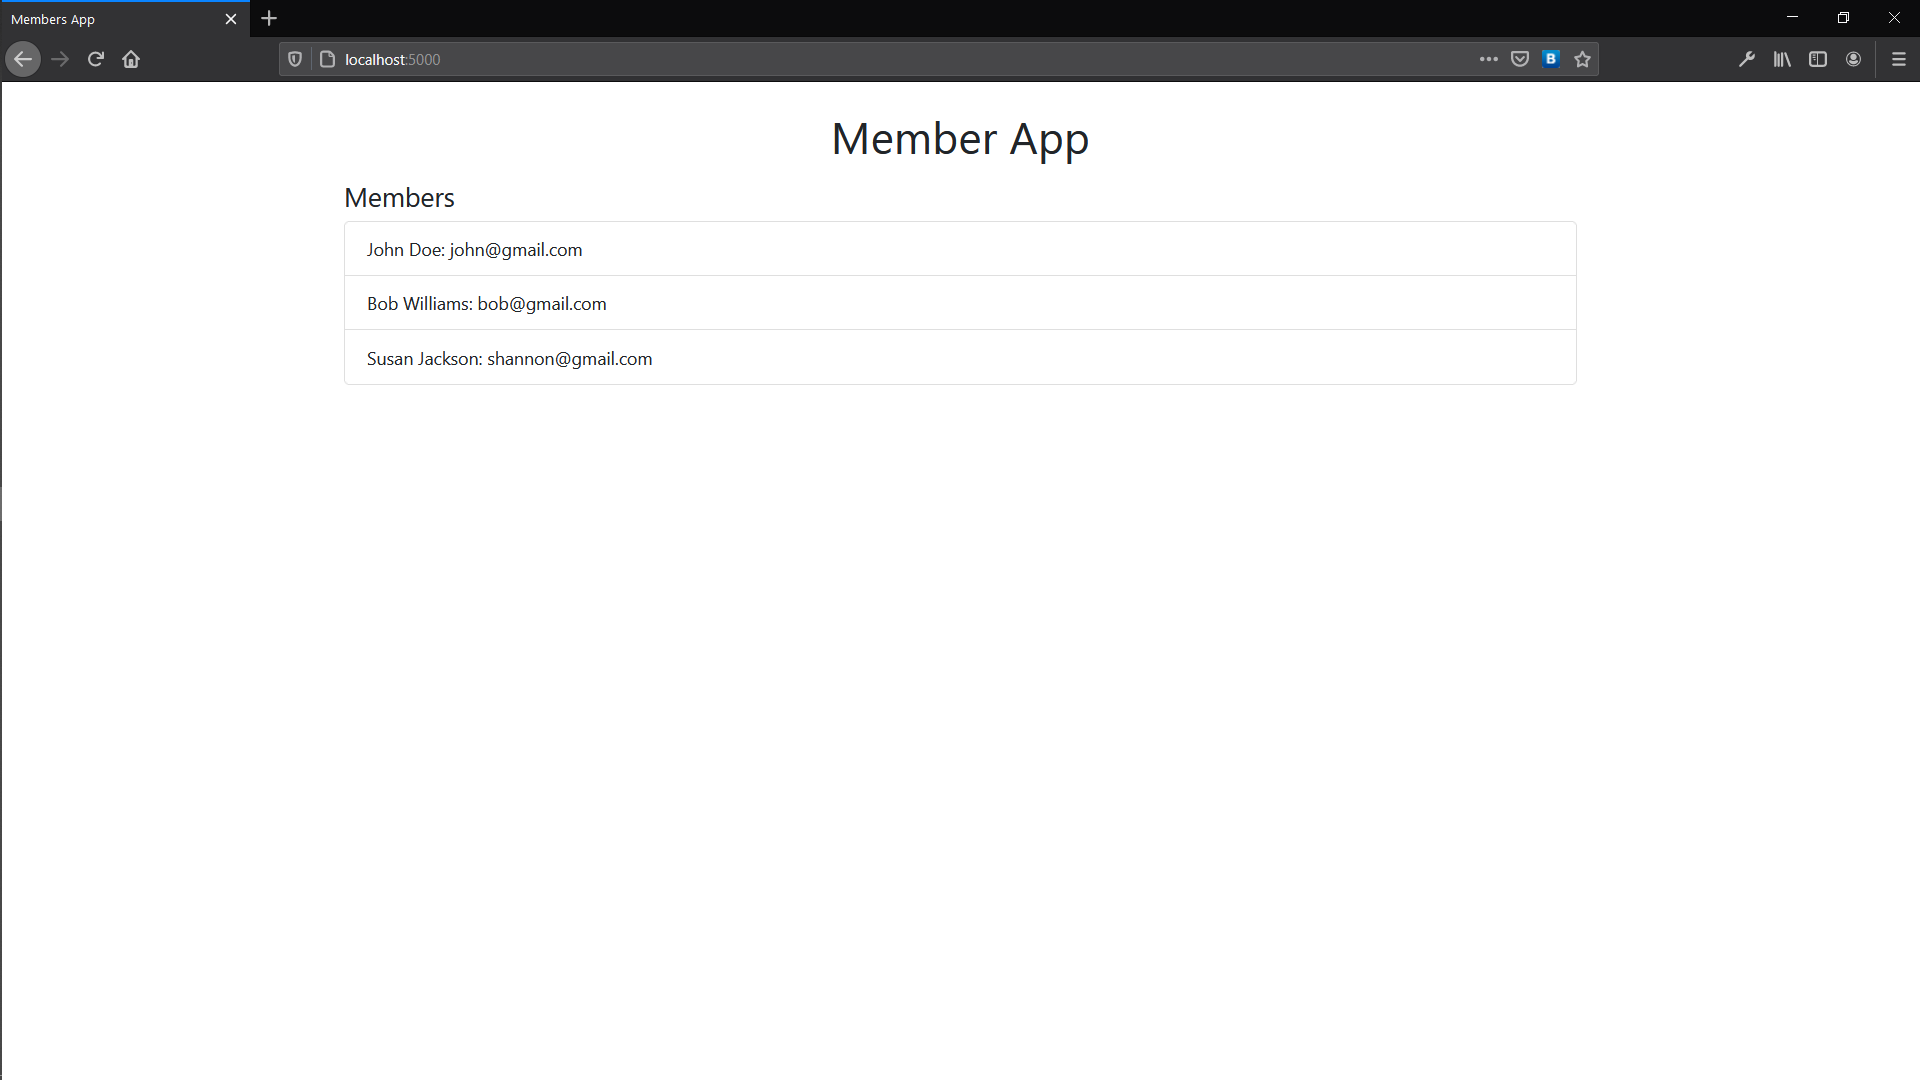 Members App
localhost:5000
B
Member App
Members
John Doe: john@gmail.com
Bob Williams: bob@gmail.com
Susan Jackson: shannon@gmail.com